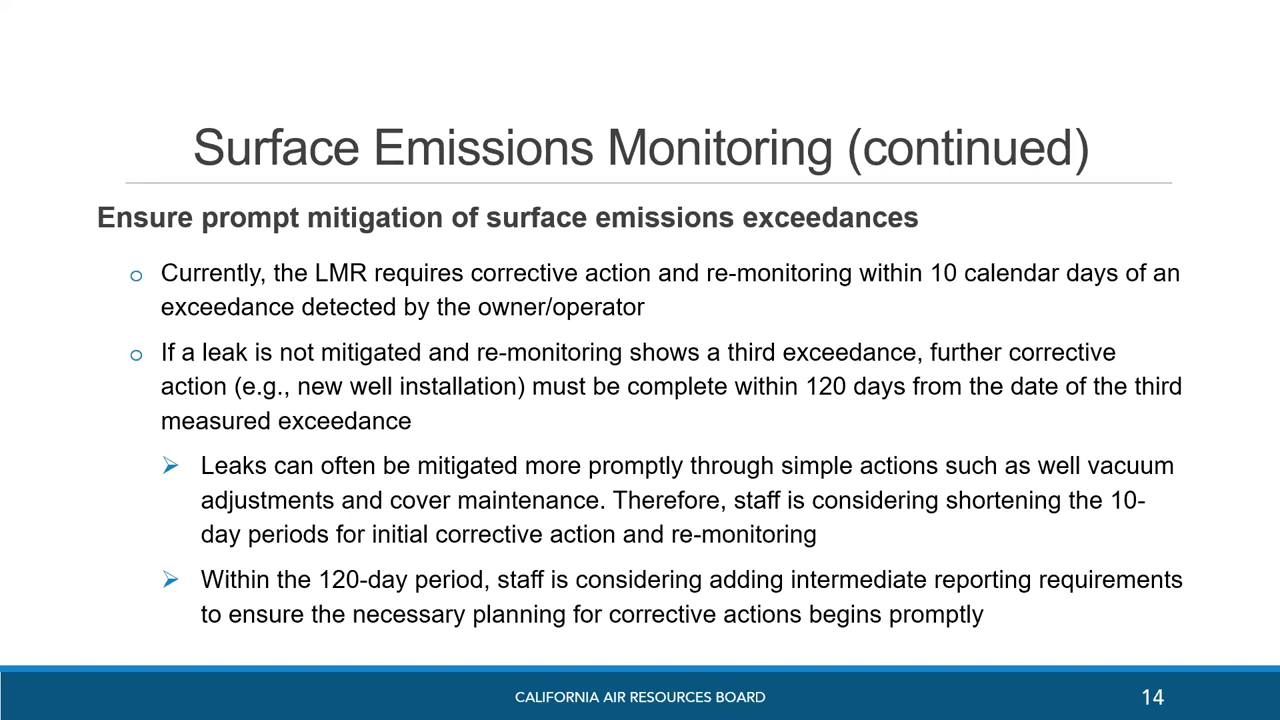 Surface Emissions Monitoring (continued)
Ensure prompt mitigation of surface emissions exceedances
o Currently, the LMR requires corrective action and re-monitoring within 10 calendar days of an
exceedance detected by the owner/operator
o If a leak is not mitigated and re-monitoring shows a third exceedance, further corrective
action (e.g., new well installation) must be complete within 120 days from the date of the third
measured exceedance
➢ Leaks can often be mitigated more promptly through simple actions such as well vacuum
adjustments and cover maintenance. Therefore, staff is considering shortening the 10-
day periods for initial corrective action and re-monitoring
➢ Within the 120-day period, staff is considering adding intermediate reporting requirements
to ensure the necessary planning for corrective actions begins promptly
CALIFORNIA AIR RESOURCES BOARD
14